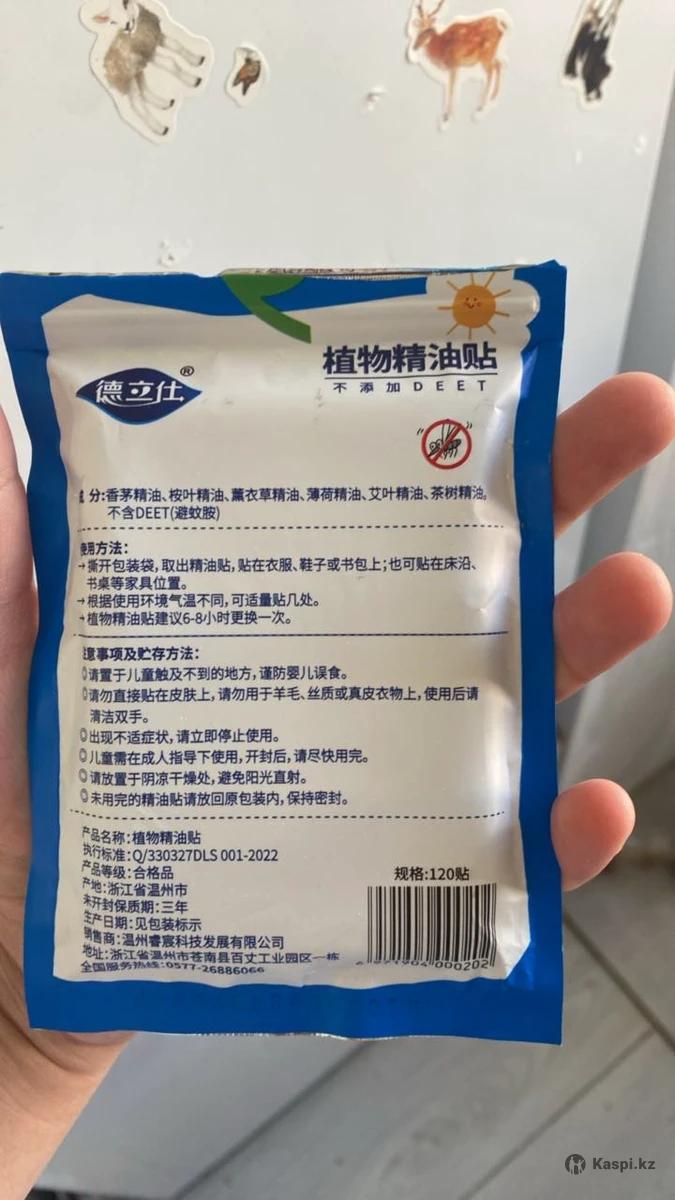 植物精油贴
不添加DEET
德立仕®
分:香茅精油、桉叶精油、薰衣草精油、薄荷精油、艾叶精油、茶树精油。
不含DEET(避蚊胺)
使用方法:
→撕开包装袋,取出精油贴,贴在衣服、鞋子或书包上;也可贴在床沿、
书桌等家具位置。
→根据使用环境气温不同,可适量贴几处。
→植物精油贴建议6-8小时更换一次。
注意事项及贮存方法:
◎请置于儿童触及不到的地方,谨防婴儿误食。
◎请勿直接贴在皮肤上,请勿用于羊毛、丝质或真皮衣物上,使用后请
清洁双手。
◎出现不适症状,请立即停止使用。
◎儿童需在成人指导下使用,开封后,请尽快用完。
◎请放置于阴凉干燥处,避免阳光直射。
◎未用完的精油贴请放回原包装内,保持密封。
产品名称:植物精油贴
执行标准:Q/330327DLS 001-2022
产品等级:合格品
产地:浙江省温州市
未开封保质期:三年
生产日期:见包装标示
销售商:温州睿宸科技发展有限公司
地址:浙江省温州市苍南县百丈工业园区一栋
全国服务热线:0577-26886066
规格:120贴
000202
Kaspi.kz